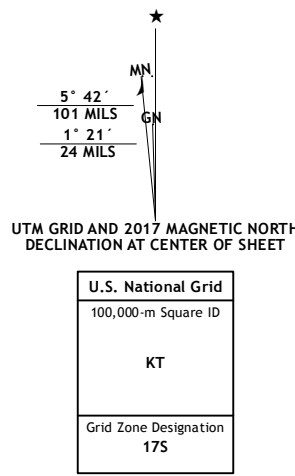 ★
MN
5° 42´
101 MILS
GN
1° 21´
24 MILS
UTM GRID AND 2017 MAGNETIC NORTH
DECLINATION AT CENTER OF SHEET
U.S. National Grid
100,000-m Square ID
KT
Grid Zone Designation
17S